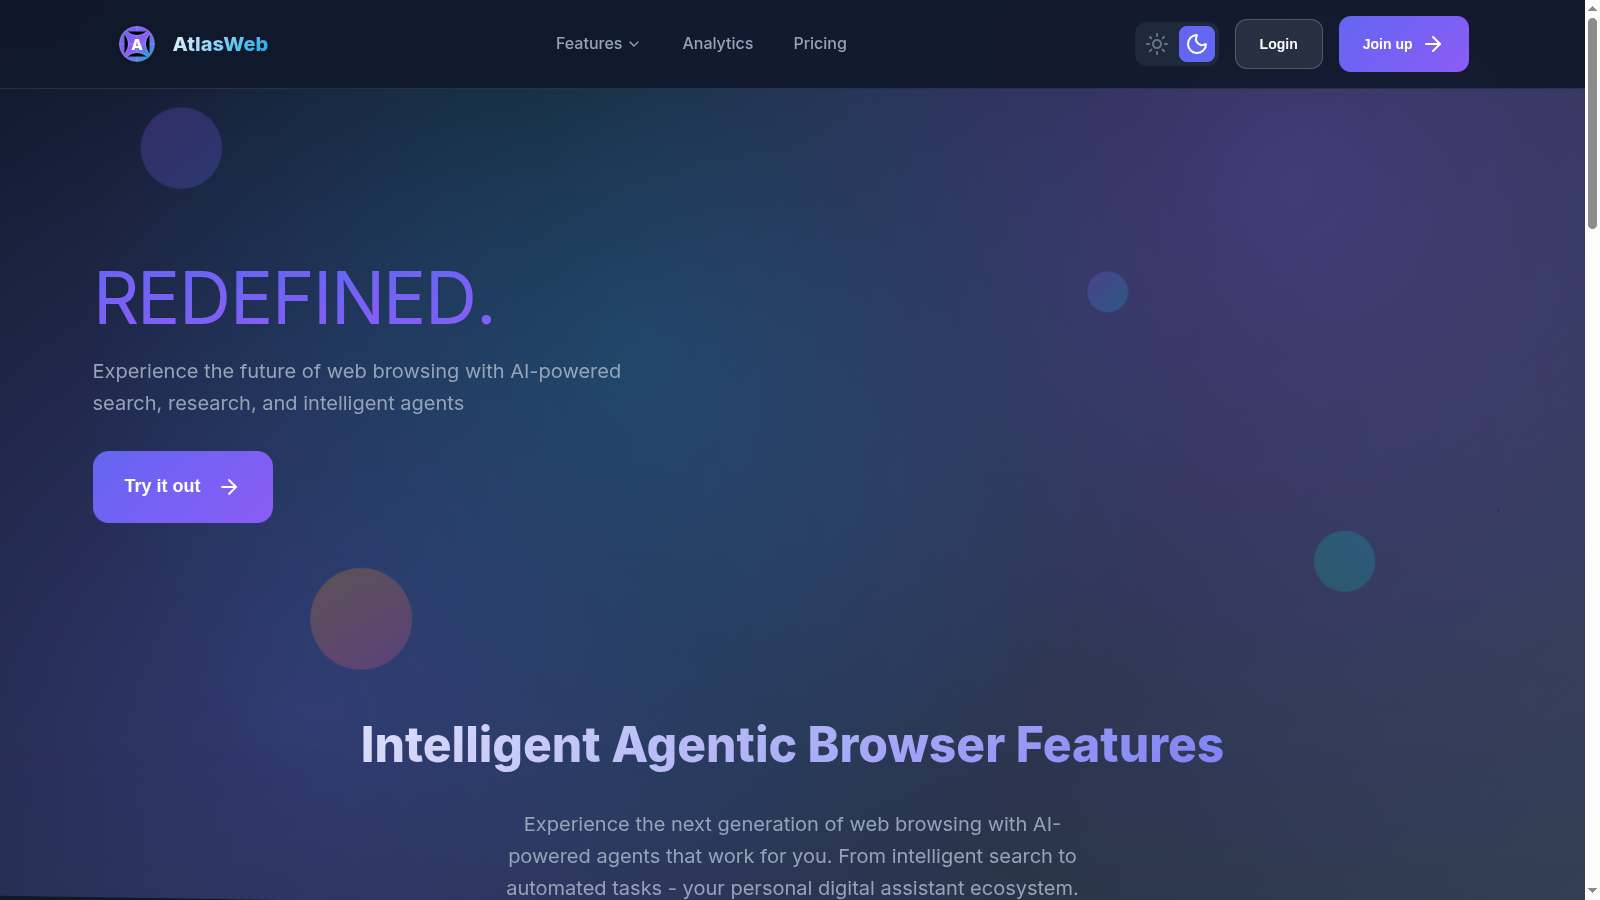 A AtlasWeb
Features Analytics Pricing
Login
Join up
REDEFINED.
Experience the future of web browsing with AI-powered
search, research, and intelligent agents
Try it out
Intelligent Agentic Browser Features
Experience the next generation of web browsing with AI-
powered agents that work for you. From intelligent search to
automated tasks - your personal digital assistant ecosystem.